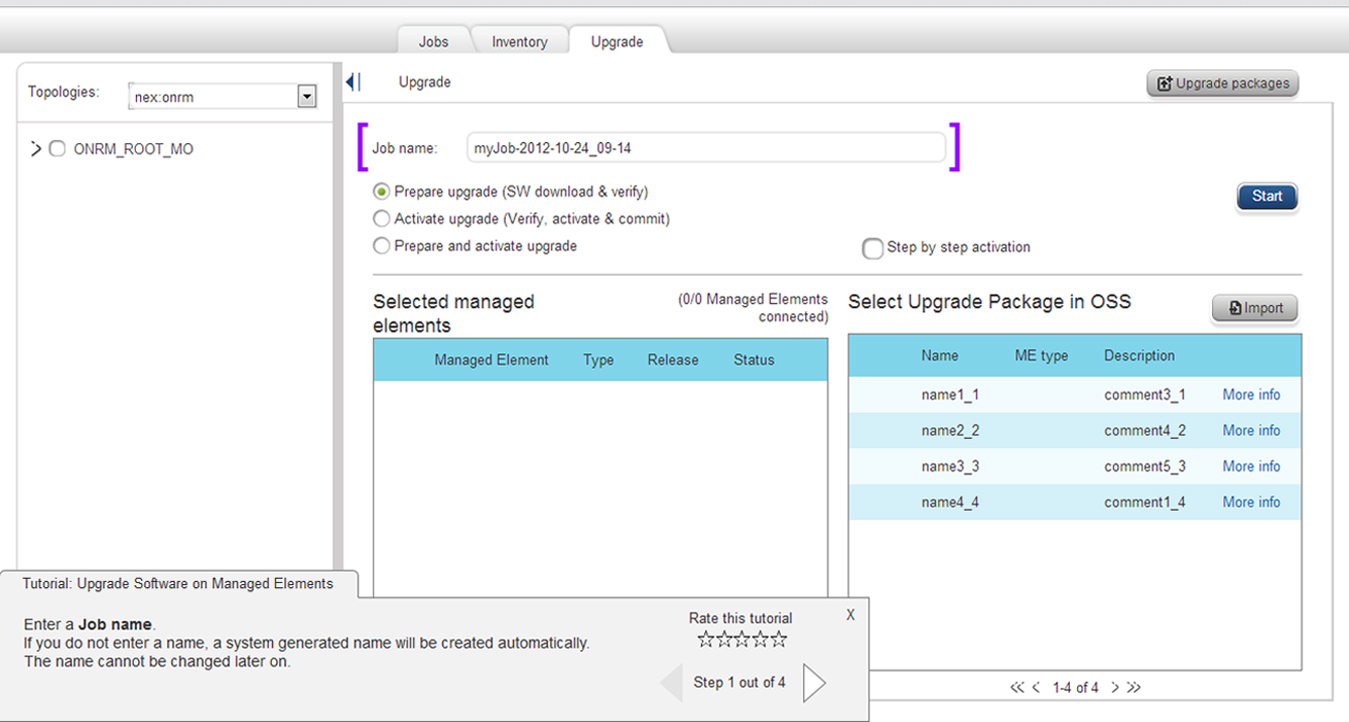 Jobs
Inventory
Upgrade
Topologies:
nex:onrm
ONRM_ROOT_MO
Upgrade
Upgrade packages
Job name:
myJob-2012-10-24_09-14
Prepare upgrade (SW download & verify)
Activate upgrade (Verify, activate & commit)
Prepare and activate upgrade
Start
Step by step activation
Selected managed
elements
(0/0 Managed Elements
connected)
Managed Element Type Release Status
Select Upgrade Package in OSS
Import
Name ME type Description
name1_1 comment3_1 More info
name2_2 comment4_2 More info
name3_3 comment5_3 More info
name4_4 comment1_4 More info
1-4 of 4
Tutorial: Upgrade Software on Managed Elements
Enter a Job name.
If you do not enter a name, a system generated name will be created automatically.
The name cannot be changed later on.
Rate this tutorial
X
Step 1 out of 4